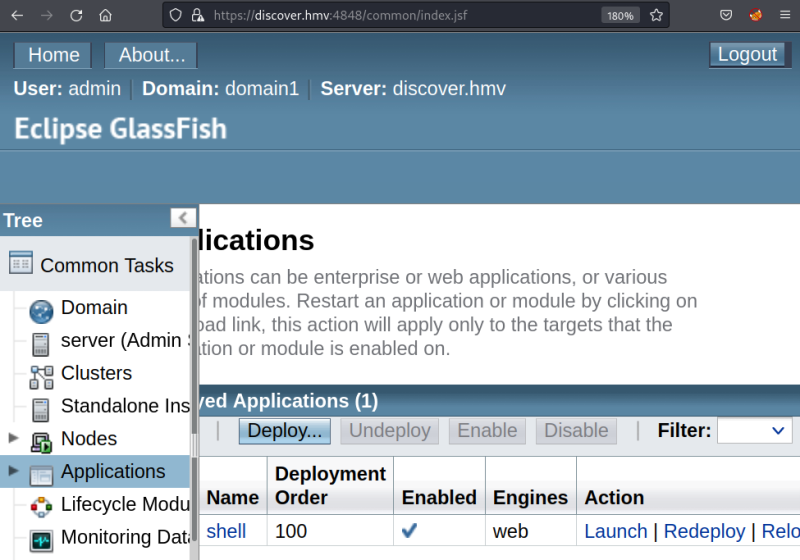 https://discover.hmv:4848/common/index.jsf
180%
Home About... Logout
User: admin Domain: domain1 Server: discover.hmv
Eclipse GlassFish
Tree
Common Tasks
Domain
server (Admin
Clusters
Standalone Ins
Nodes
Applications
Lifecycle Modu
Monitoring Data
lications
ations can be enterprise or web applications, or various
of modules. Restart an application or module by clicking on
oad link, this action will apply only to the targets that the
ation or module is enabled on.
yed Applications (1)
Deploy... Undeploy Enable Disable Filter:
Name Deployment Order Enabled Engines Action
shell 100 web Launch | Redeploy | Relo